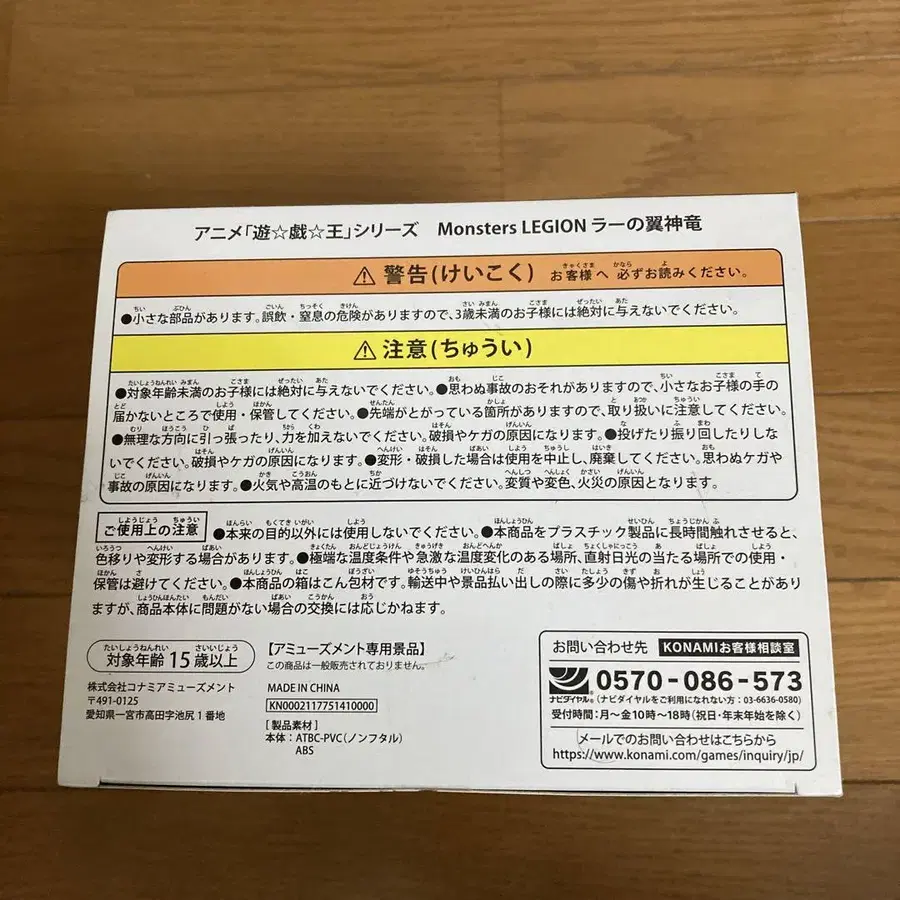 アニメ「遊☆戯☆王」シリーズ　Monsters LEGION ラーの翼神竜
⚠ 警告(けいこく) お客様へ 必ずお読みください。
●小さな部品があります。誤飲・窒息の危険がありますので、3歳未満のお子様には絶対に与えないでください。
⚠ 注意(ちゅうい)
●対象年齢未満のお子様には絶対に与えないでください。●思わぬ事故のおそれがありますので、小さなお子様の手の
届かないところで使用・保管してください。●先端がとがっている箇所がありますので、取り扱いに注意してください。
●無理な方向に引っ張ったり、力を加えないでください。破損やケガの原因になります。●投げたり振り回したりしな
いでください。破損やケガの原因になります。●変形・破損した場合は使用を中止し、廃棄してください。思わぬケガや
事故の原因になります。●火気や高温のもとに近づけないでください。変質や変色、火災の原因となります。
ご使用上の注意 ●本来の目的以外には使用しないでください。●本商品をプラスチック製品に長時間触れさせると、
色移りや変形する場合があります。●極端な温度条件や急激な温度変化のある場所、直射日光の当たる場所での使用・
保管は避けてください。●本商品の箱はこん包材です。輸送中や景品払い出しの際に多少の傷や折れが生じることがあり
ますが、商品本体に問題がない場合の交換には応じかねます。
対象年齢 15歳以上
株式会社コナミアミューズメント
〒491-0125
愛知県一宮市高田字池尻1番地
【アミューズメント専用景品】
この商品は一般販売されておりません。
MADE IN CHINA
KN0002117751410000
[製品素材]
本体：ATBC-PVC(ノンフタル)
ABS
お問い合わせ先 KONAMIお客様相談室
ナビダイヤル® 0570-086-573
(ナビダイヤルをご利用になれない方：03-6636-0580)
受付時間：月〜金10時〜18時(祝日・年末年始を除く)
メールでのお問い合わせはこちらから
https://www.konami.com/games/inquiry/jp/